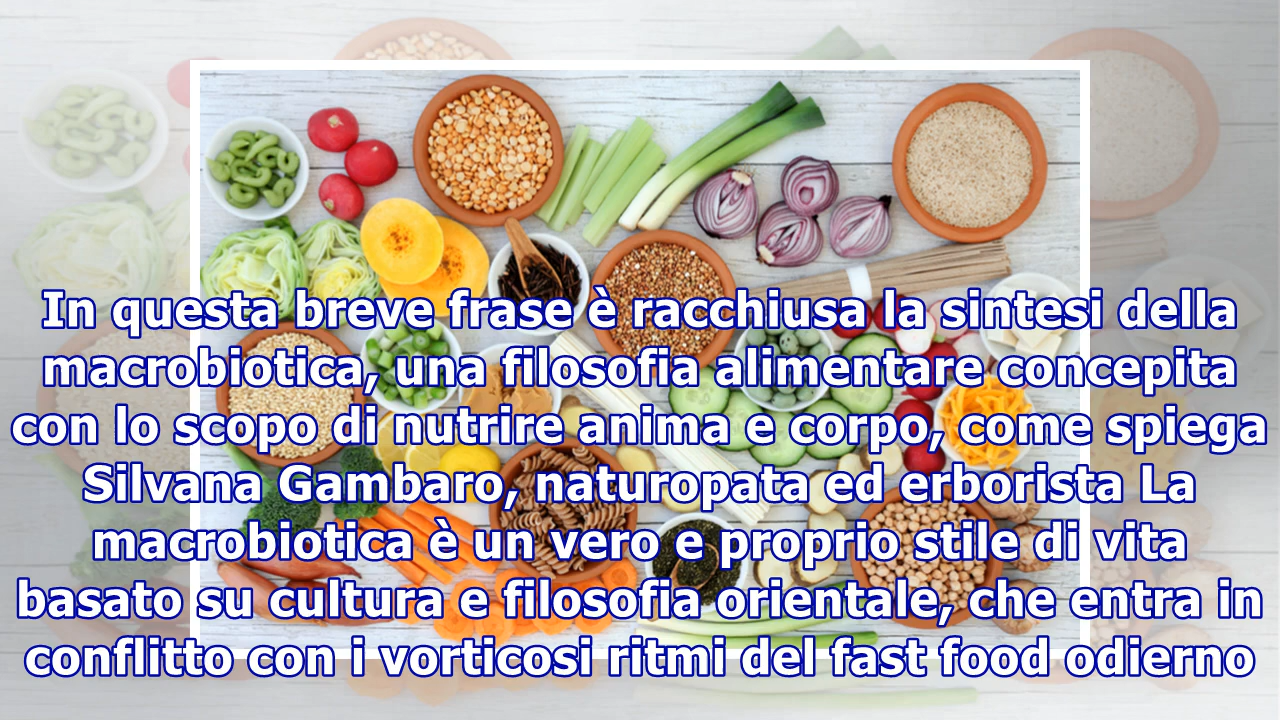 In questa breve frase è racchiusa la sintesi della
macrobiotica, una filosofia alimentare concepita
con lo scopo di nutrire anima e corpo, come spiega
Silvana Gambaro, naturopata ed erborista La
macrobiotica è un vero e proprio stile di vita
basato su cultura e filosofia orientale, che entra in
conflitto con i vorticosi ritmi del fast food odierno